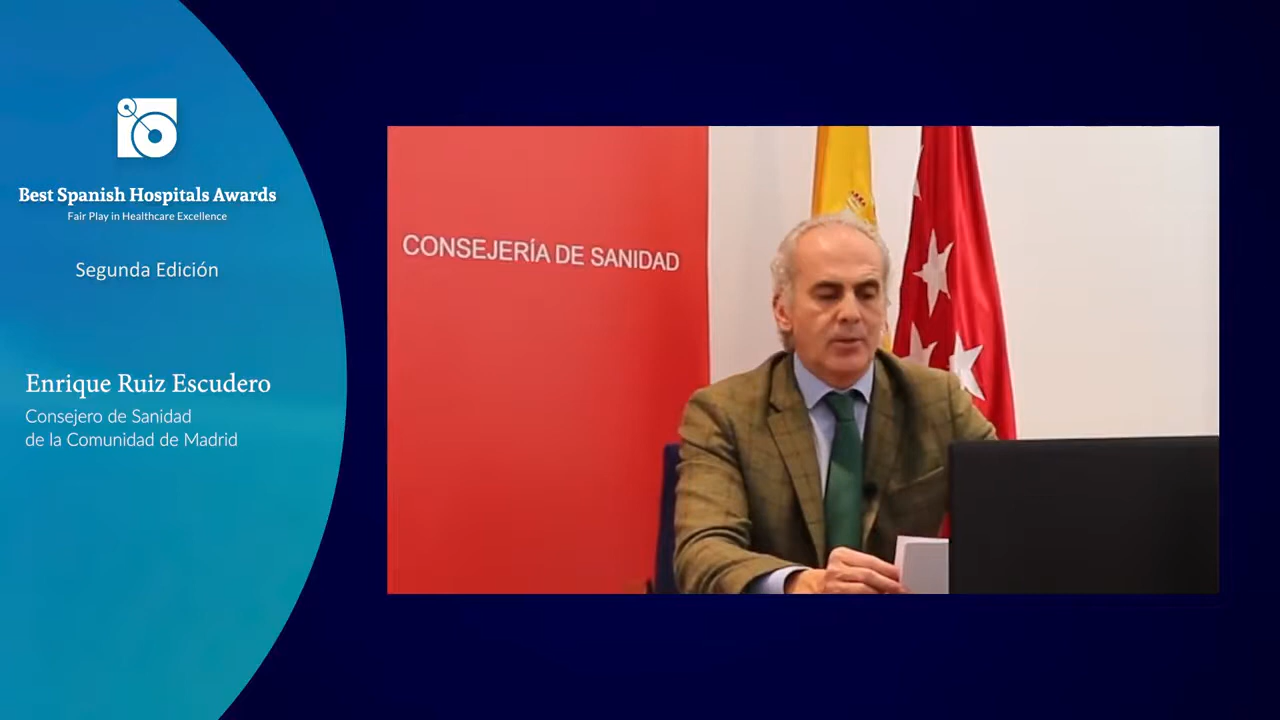 Best Spanish Hospitals Awards
Fair Play in Healthcare Excellence
Segunda Edición
Enrique Ruiz Escudero
Consejero de Sanidad
de la Comunidad de Madrid
CONSEJERÍA DE SANIDAD